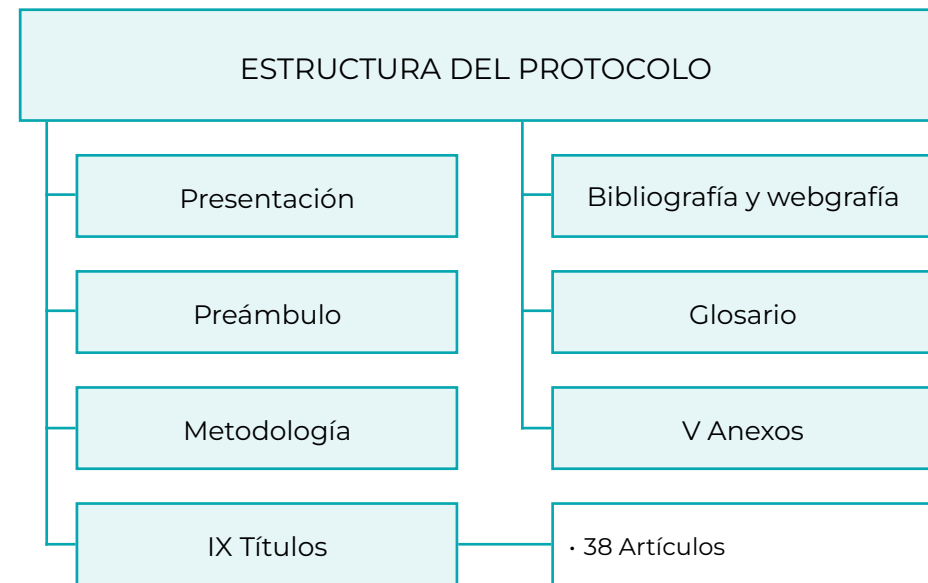 ESTRUCTURA DEL PROTOCOLO
Presentación
Preámbulo
Metodología
IX Títulos
• 38 Artículos
Bibliografía y webgrafía
Glosario
V Anexos